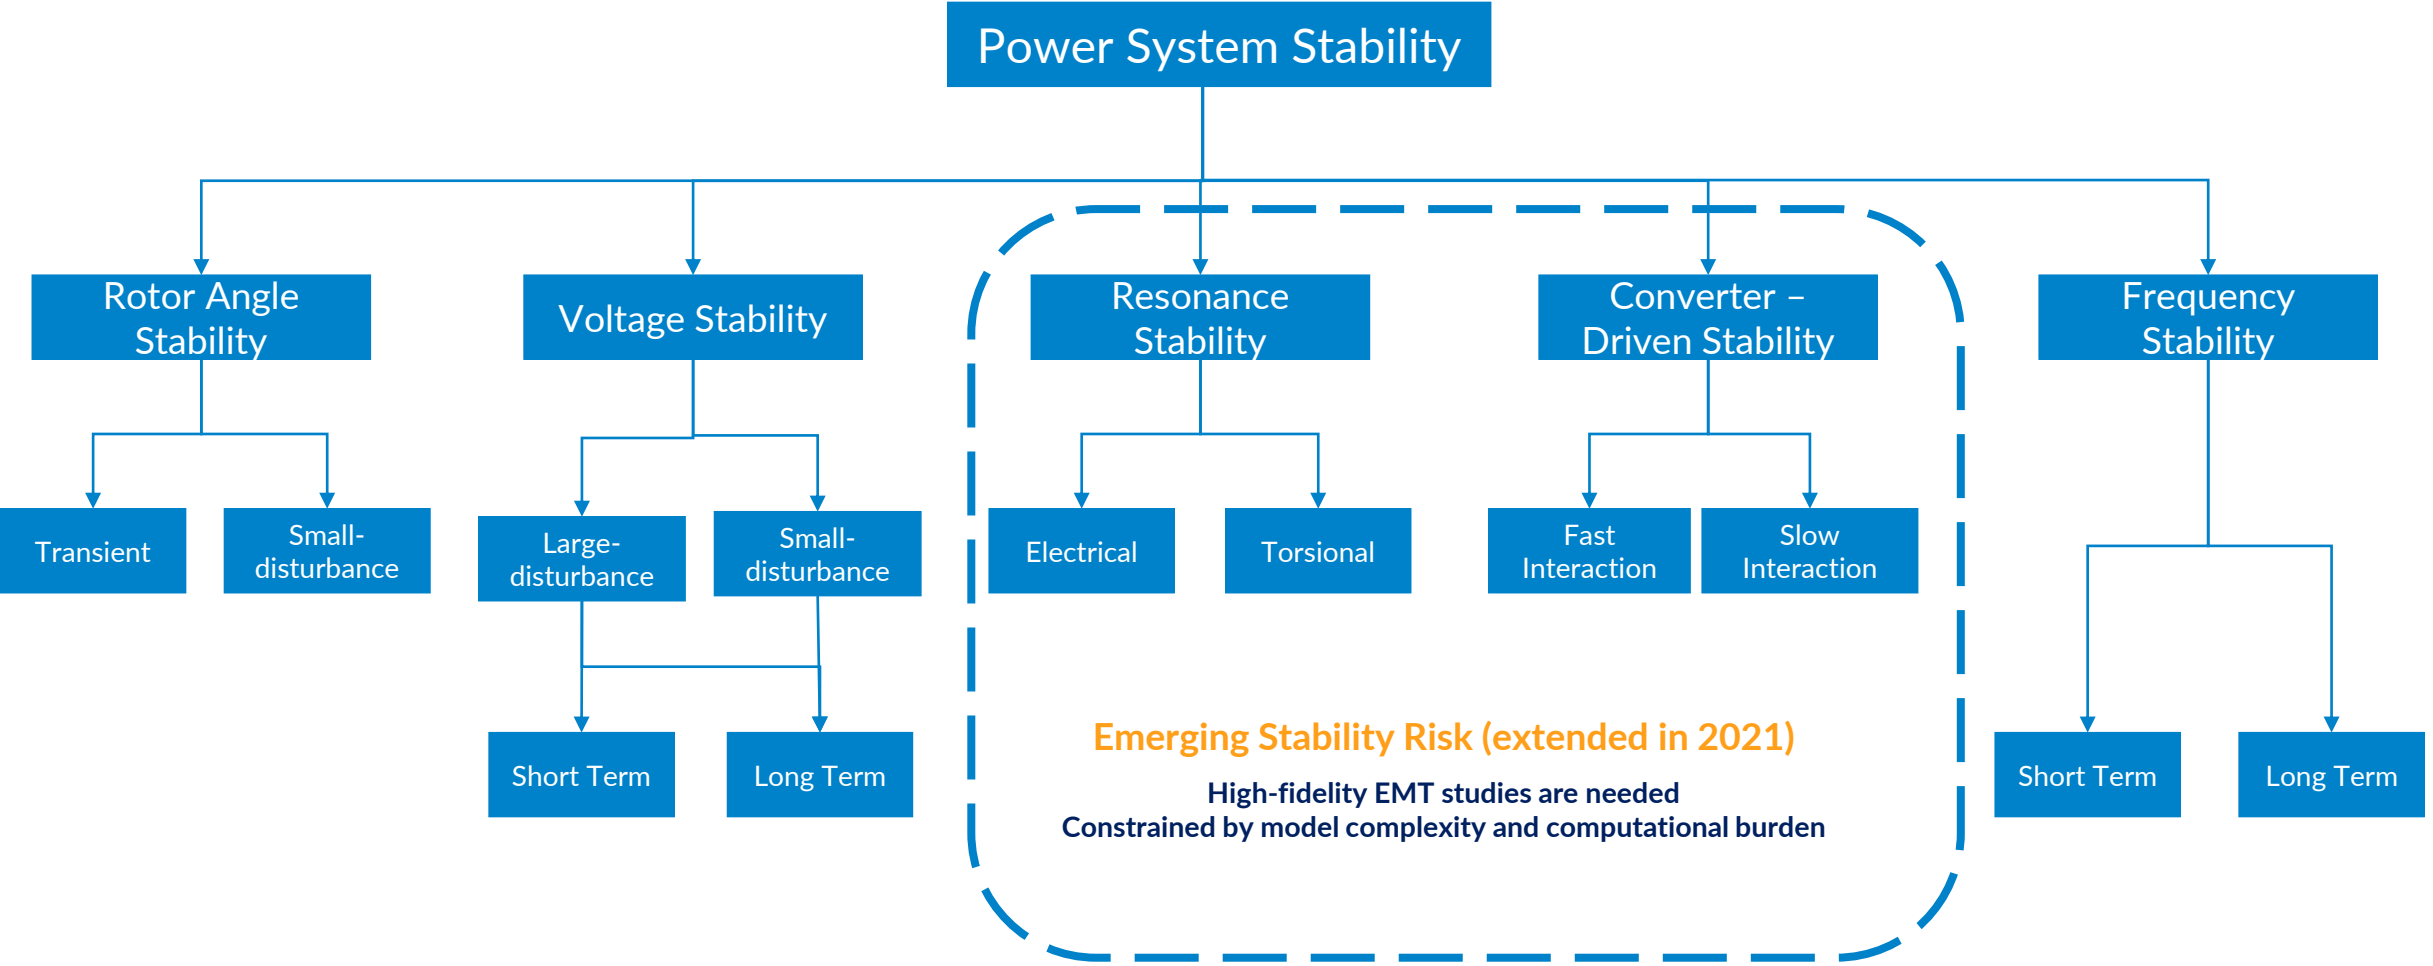 Power System Stability
Rotor Angle
Stability
Voltage Stability
Resonance
Stability
Converter –
Driven Stability
Frequency
Stability
Transient
Small-
disturbance
Large-
disturbance
Small-
disturbance
Electrical
Torsional
Fast
Interaction
Slow
Interaction
Short Term
Long Term
Emerging Stability Risk (extended in 2021)
High-fidelity EMT studies are needed
Constrained by model complexity and computational burden
Short Term
Long Term